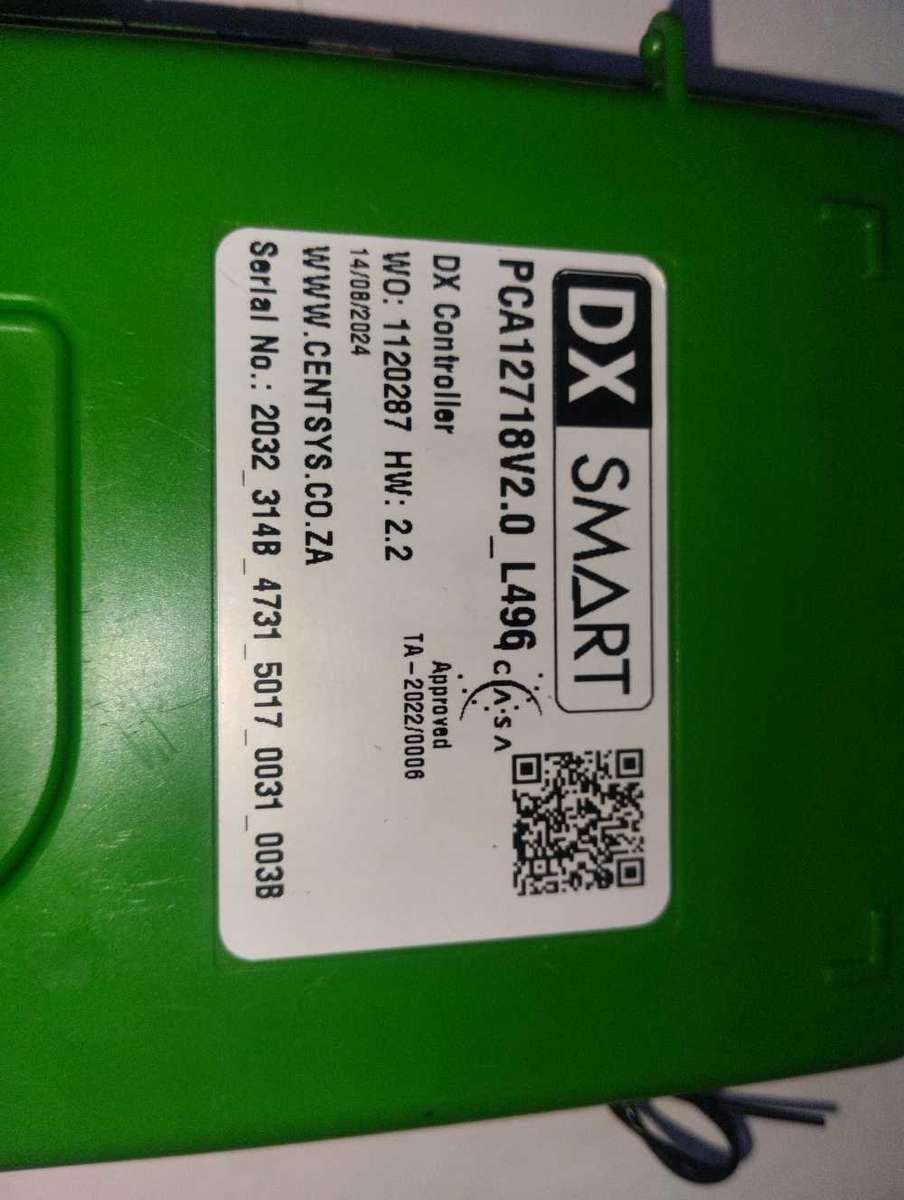 DX SMART
PCA12718V2.0_L496
ICASA
DX Controller
Approved
WO: 1120287 HW: 2.2
TA-2022/0006
14/08/2024
WWW.CENTSYS.CO.ZA
Serial No.: 2032_314B_4731_5017_0031_003B